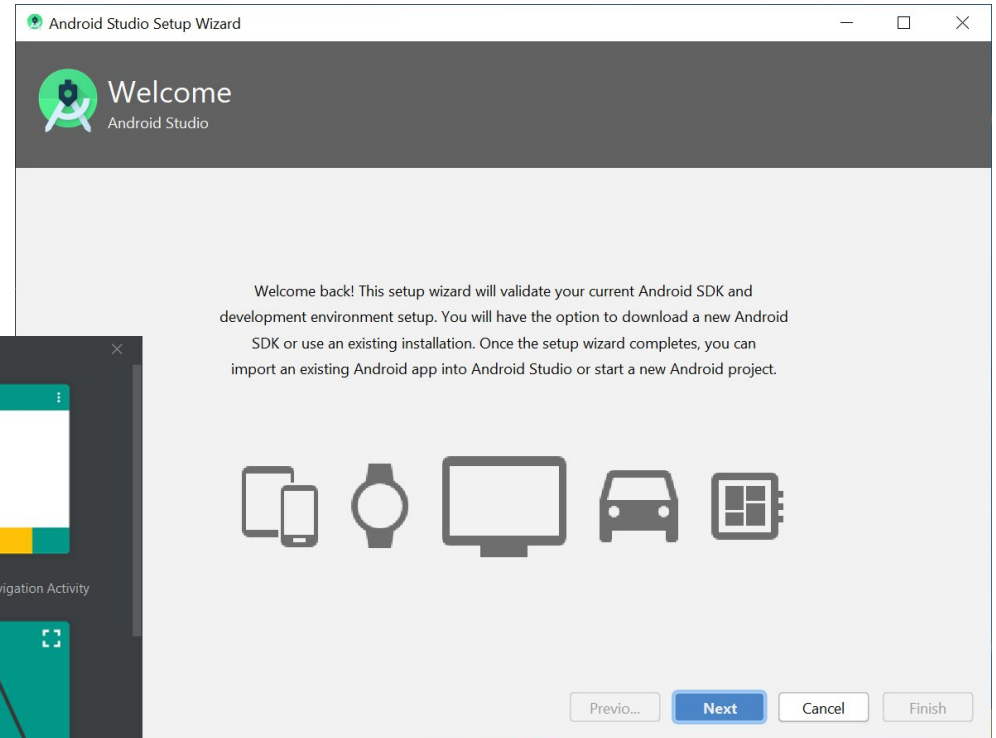 Android Studio Setup Wizard
Welcome
Android Studio
Welcome back! This setup wizard will validate your current Android SDK and
development environment setup. You will have the option to download a new Android
SDK or use an existing installation. Once the setup wizard completes, you can
import an existing Android app into Android Studio or start a new Android project.
vigation Activity
Previo... Next Cancel Finish